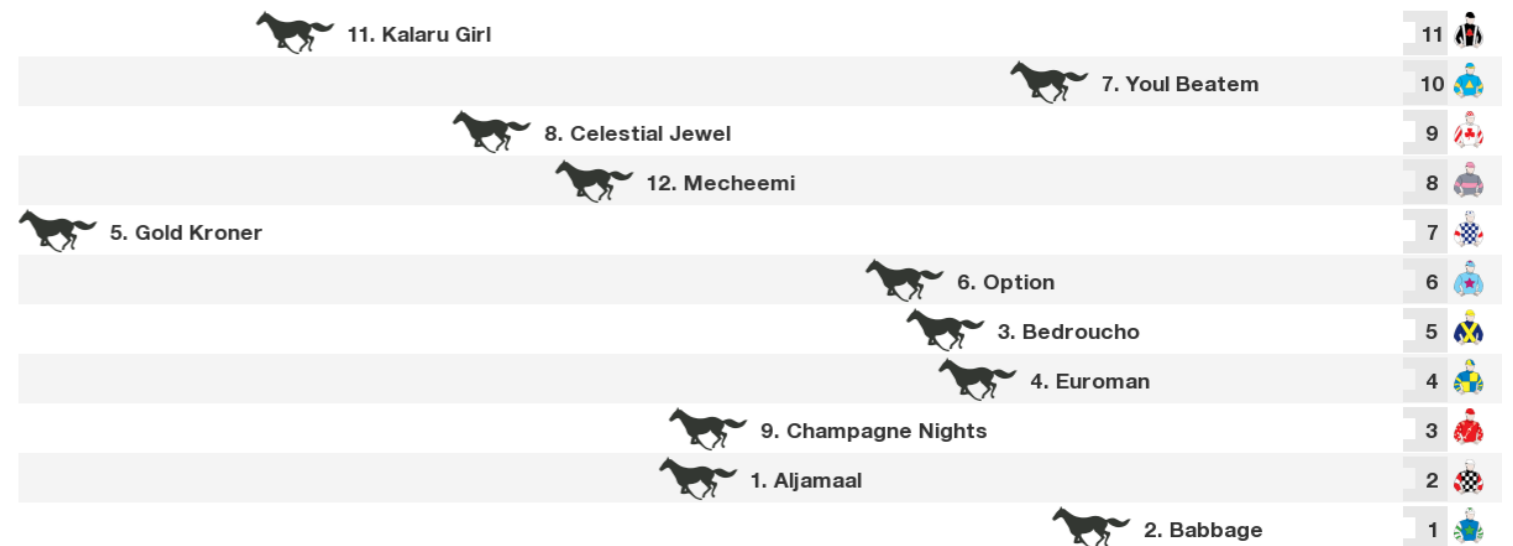 11. Kalaru Girl 11
7. Youl Beatem 10
8. Celestial Jewel 9
12. Mecheemi 8
5. Gold Kroner 7
6. Option 6
3. Bedroucho 5
4. Euroman 4
9. Champagne Nights 3
1. Aljamaal 2
2. Babbage 1